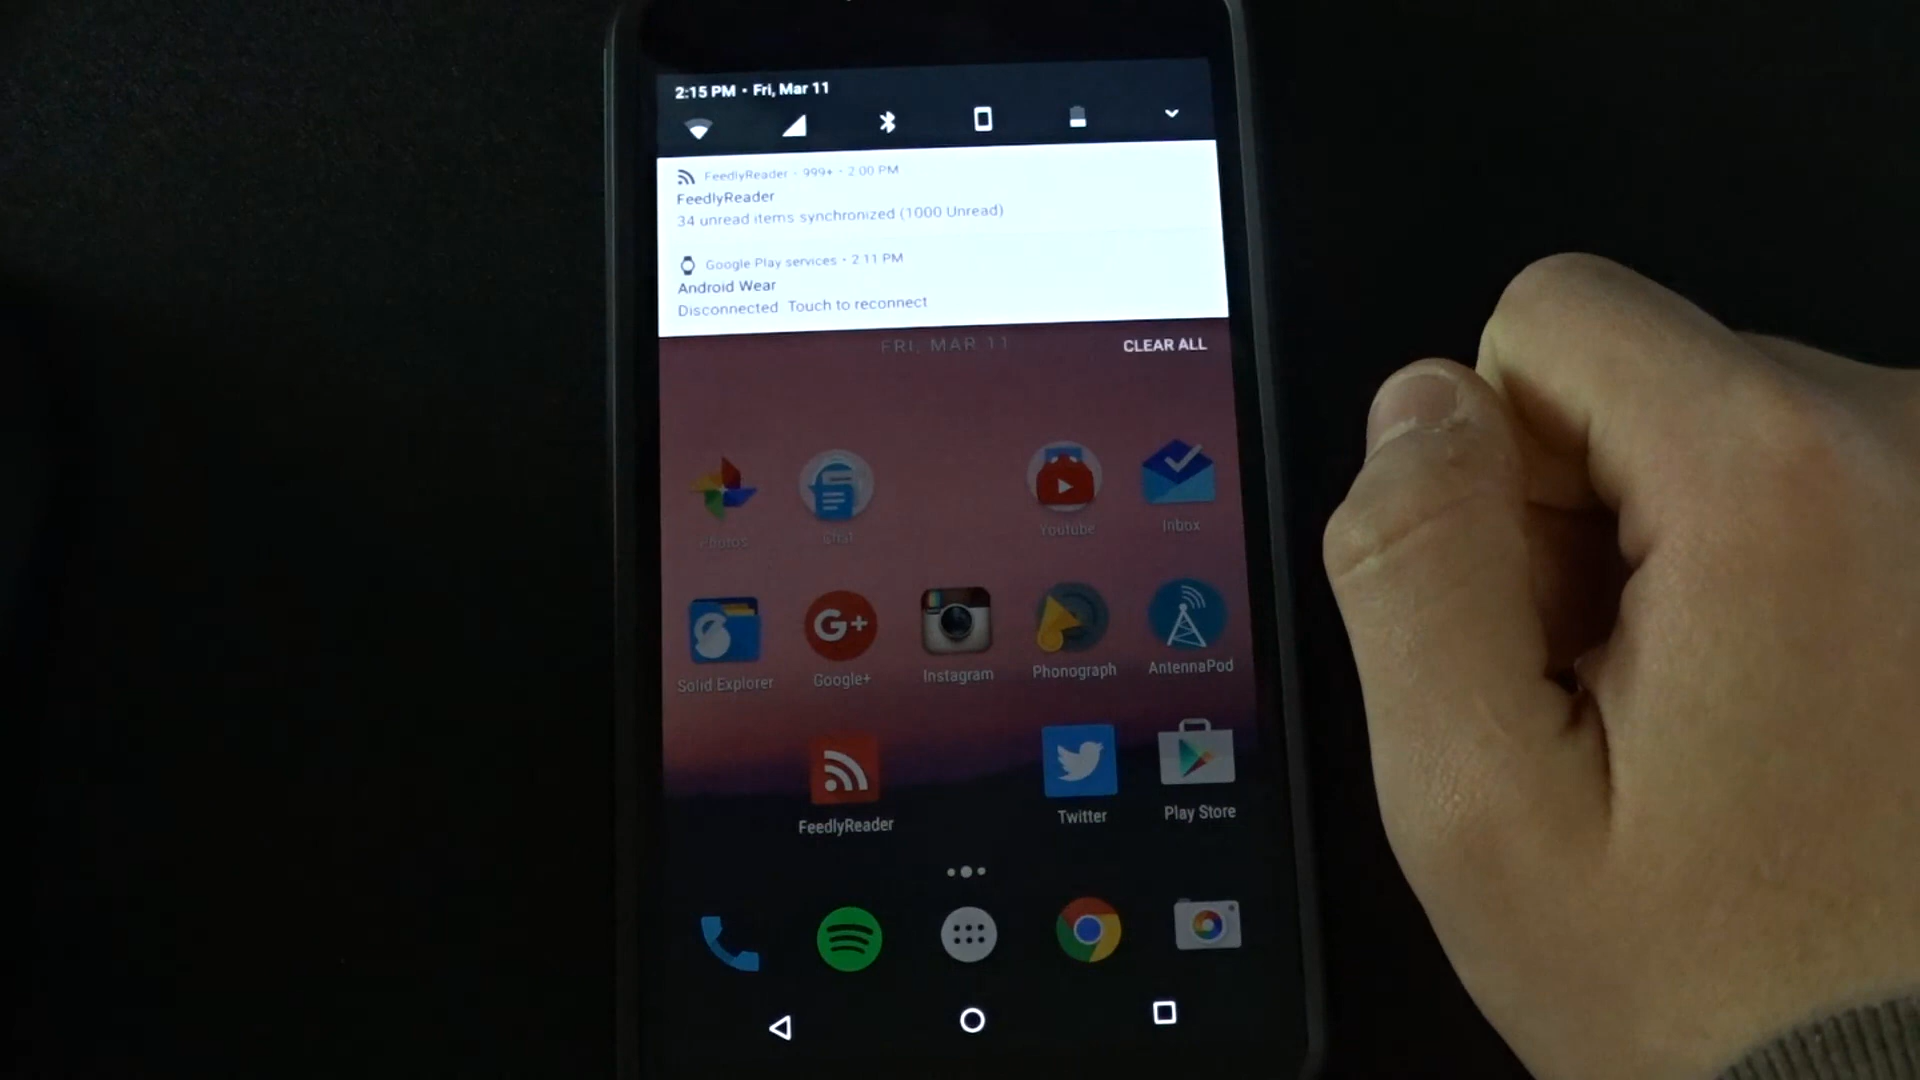 2:15 PM • Fri, Mar 11
FeedlyReader · 999+ · 2:00 PM
FeedlyReader
34 unread items synchronized (1000 Unread)
Google Play services · 2:11 PM
Android Wear
Disconnected Touch to reconnect
FRI, MAR 11
CLEAR ALL
Photos
Chat
Youtube
Inbox
G+
Solid Explorer
Google+
Instagram
Phonograph
AntennaPod
FeedlyReader
Twitter
Play Store